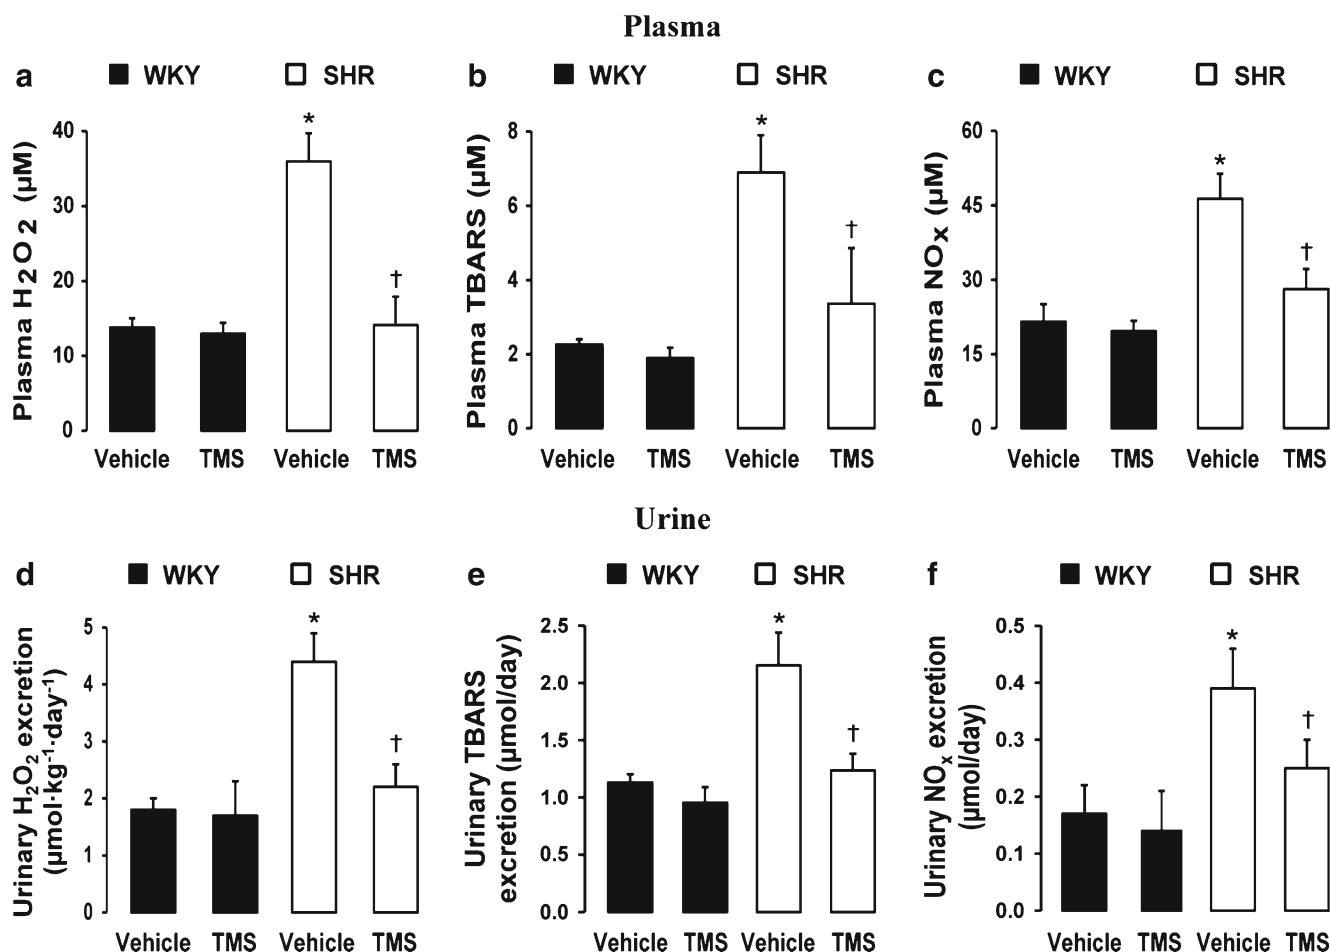 Plasma
a WKY SHR
Plasma H2O2 (µM)
40
30
20
10
0
*
†
Vehicle TMS Vehicle TMS
b WKY SHR
Plasma TBARS (µM)
8
6
4
2
0
*
†
Vehicle TMS Vehicle TMS
c WKY SHR
Plasma NOx (µM)
60
45
30
15
0
*
†
Vehicle TMS Vehicle TMS
Urine
d WKY SHR
Urinary H₂O₂ excretion
(µmol·kg⁻¹·day⁻¹)
5
4
3
2
1
0
*
†
Vehicle TMS Vehicle TMS
e WKY SHR
Urinary TBARS
excretion (µmol/day)
2.5
2.0
1.5
1.0
0.5
0.0
*
†
Vehicle TMS Vehicle TMS
f WKY SHR
Urinary NOₓ excretion
(µmol/day)
0.5
0.4
0.3
0.2
0.1
0.0
*
†
Vehicle TMS Vehicle TMS